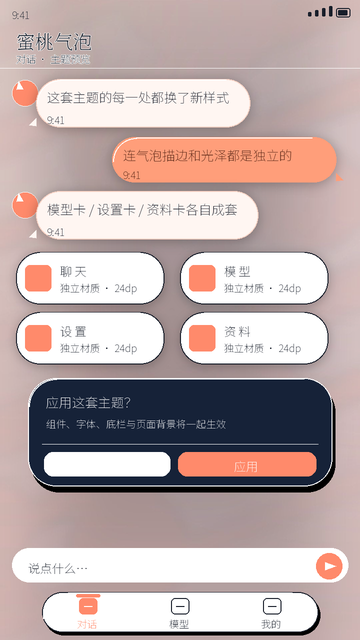 9:41
蜜桃气泡
对话 · 主题预览
这套主题的每一处都换了新样式
9:41
连气泡描边和光泽都是独立的
9:41
模型卡 / 设置卡 / 资料卡各自成套
9:41
聊天
独立材质 · 24dp
模型
独立材质 · 24dp
设置
独立材质 · 24dp
资料
独立材质 · 24dp
应用这套主题?
组件、字体、底栏与页面背景将一起生效
应用
说点什么…
对话
模型
我的